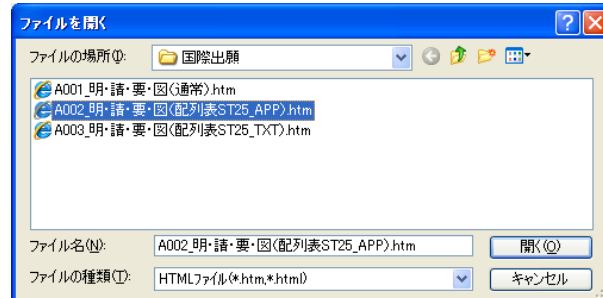 ファイルを開く
ファイルの場所(I): 国際出願
A001_明・請・要・図(通常).htm
A002_明・請・要・図(配列表ST25_APP).htm
A003_明・請・要・図(配列表ST25_TXT).htm
ファイル名(N): A002_明・請・要・図(配列表ST25_APP).htm 開く(O)
ファイルの種類(T): HTMLファイル(*.htm,*.html) キャンセル